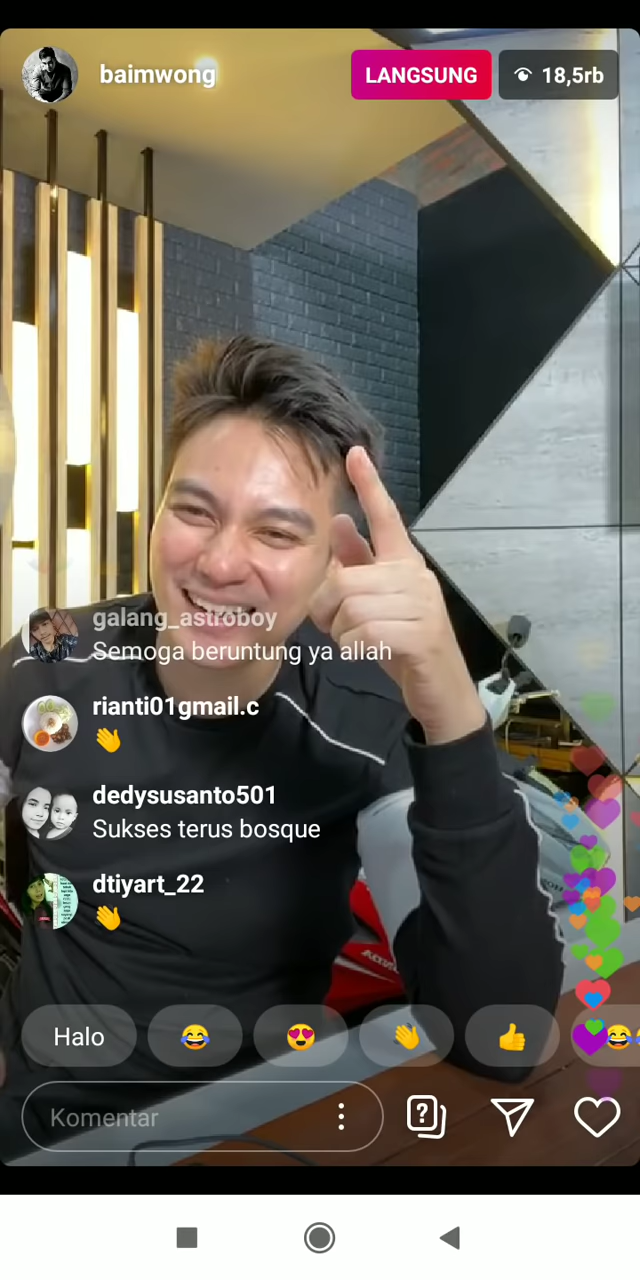 baimwong
LANGSUNG
18,5rb
galang_astroboy
Semoga beruntung ya allah
rianti01gmail.c
👋
dedysusanto501
Sukses terus bosque
dtiyart_22
👋
Halo 😂 😍 👋 👍 😂
Komentar